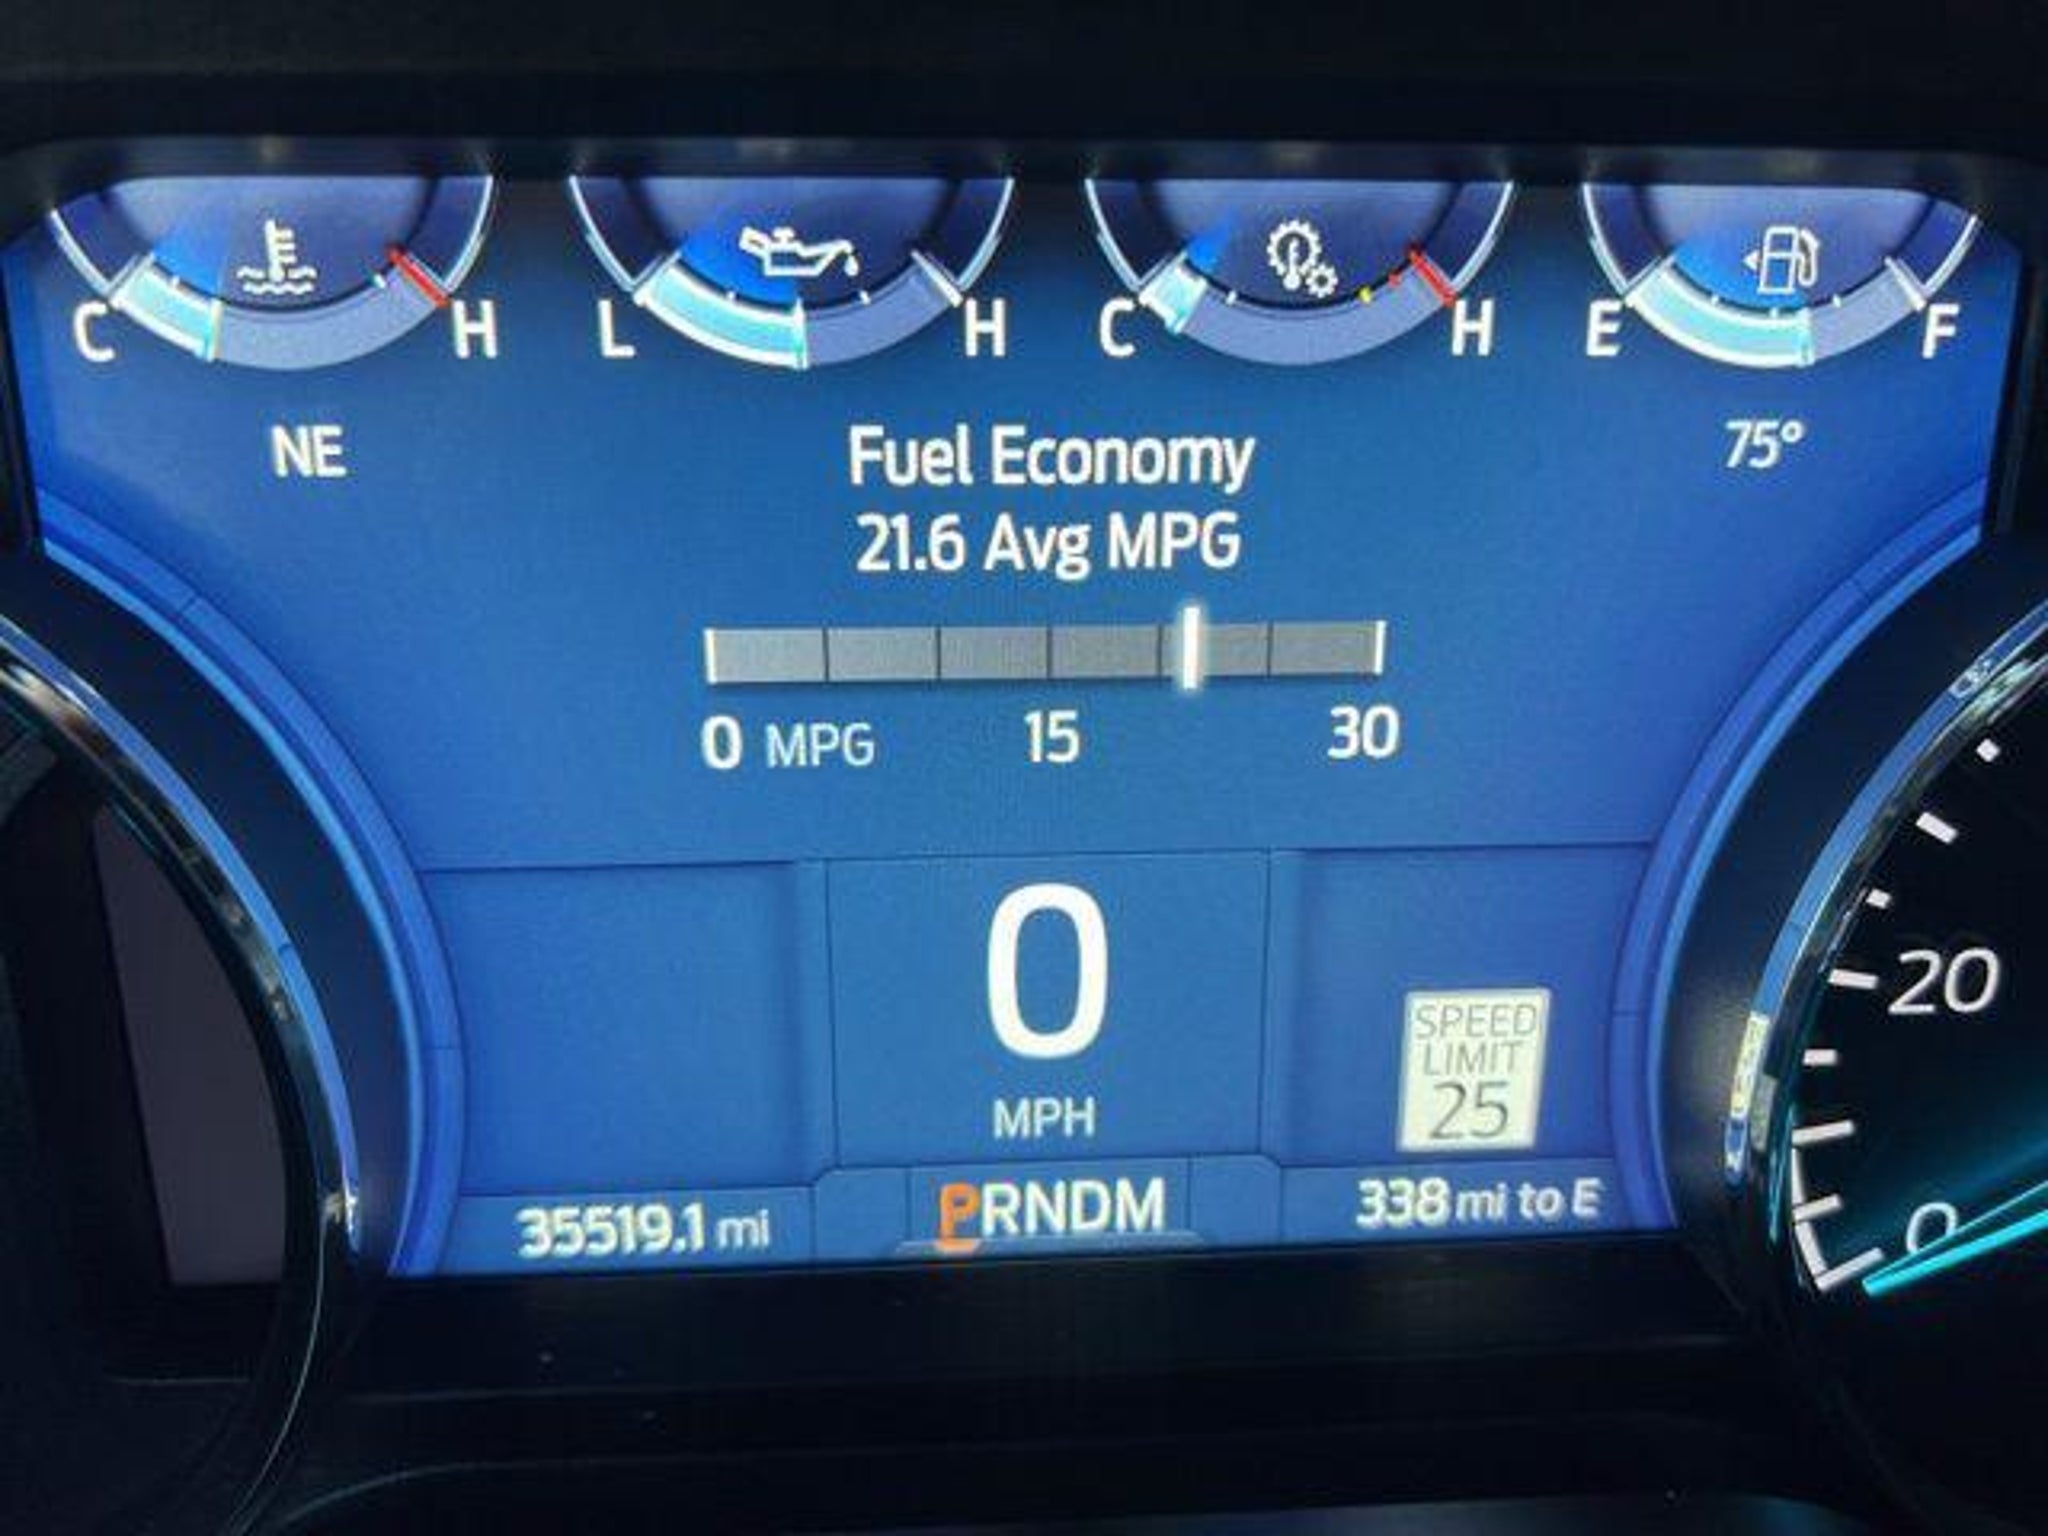 C H L H C H E F
NE
75°
Fuel Economy
21.6 Avg MPG
0 MPG 15 30
0
MPH
SPEED
LIMIT
25
35519.1 mi
PRNDM
338 mi to E
20
0